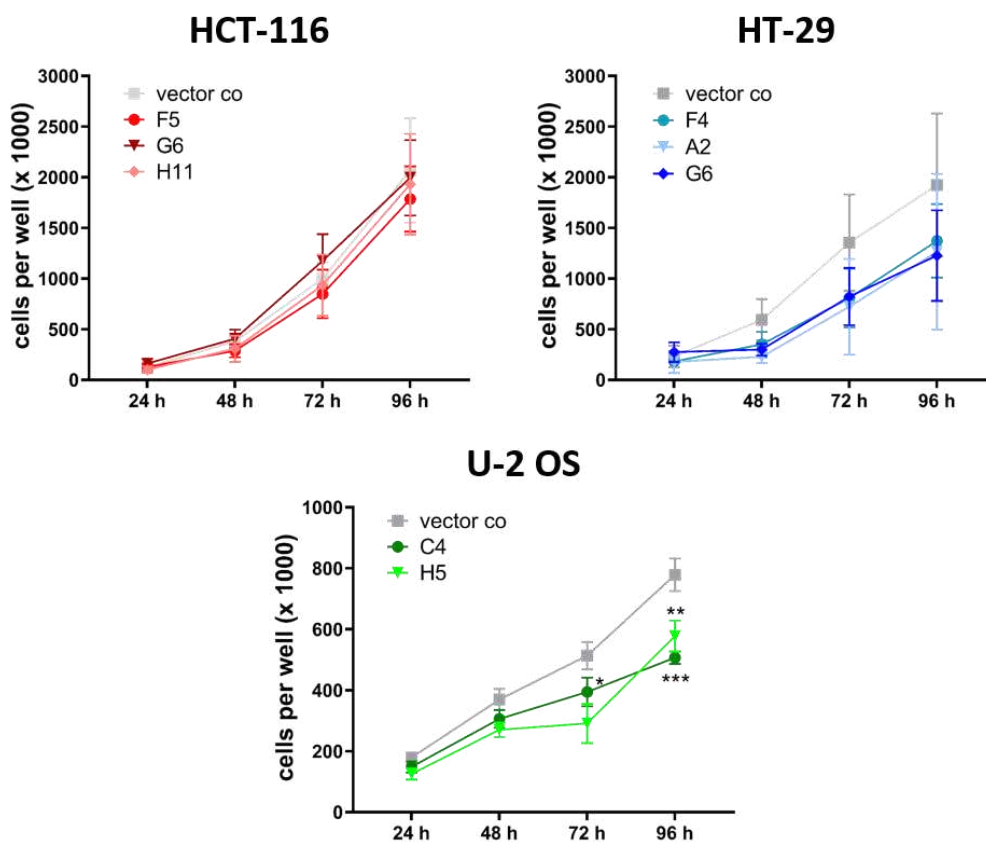 HCT-116
cells per well (x 1000)
3000
2500
2000
1500
1000
500
0
vector co
F5
G6
H11
24 h 48 h 72 h 96 h
HT-29
cells per well (x 1000)
3000
2500
2000
1500
1000
500
0
vector co
F4
A2
G6
24 h 48 h 72 h 96 h
U-2 OS
cells per well (x 1000)
1000
800
600
400
200
0
vector co
C4
H5
**
*
***
24 h 48 h 72 h 96 h